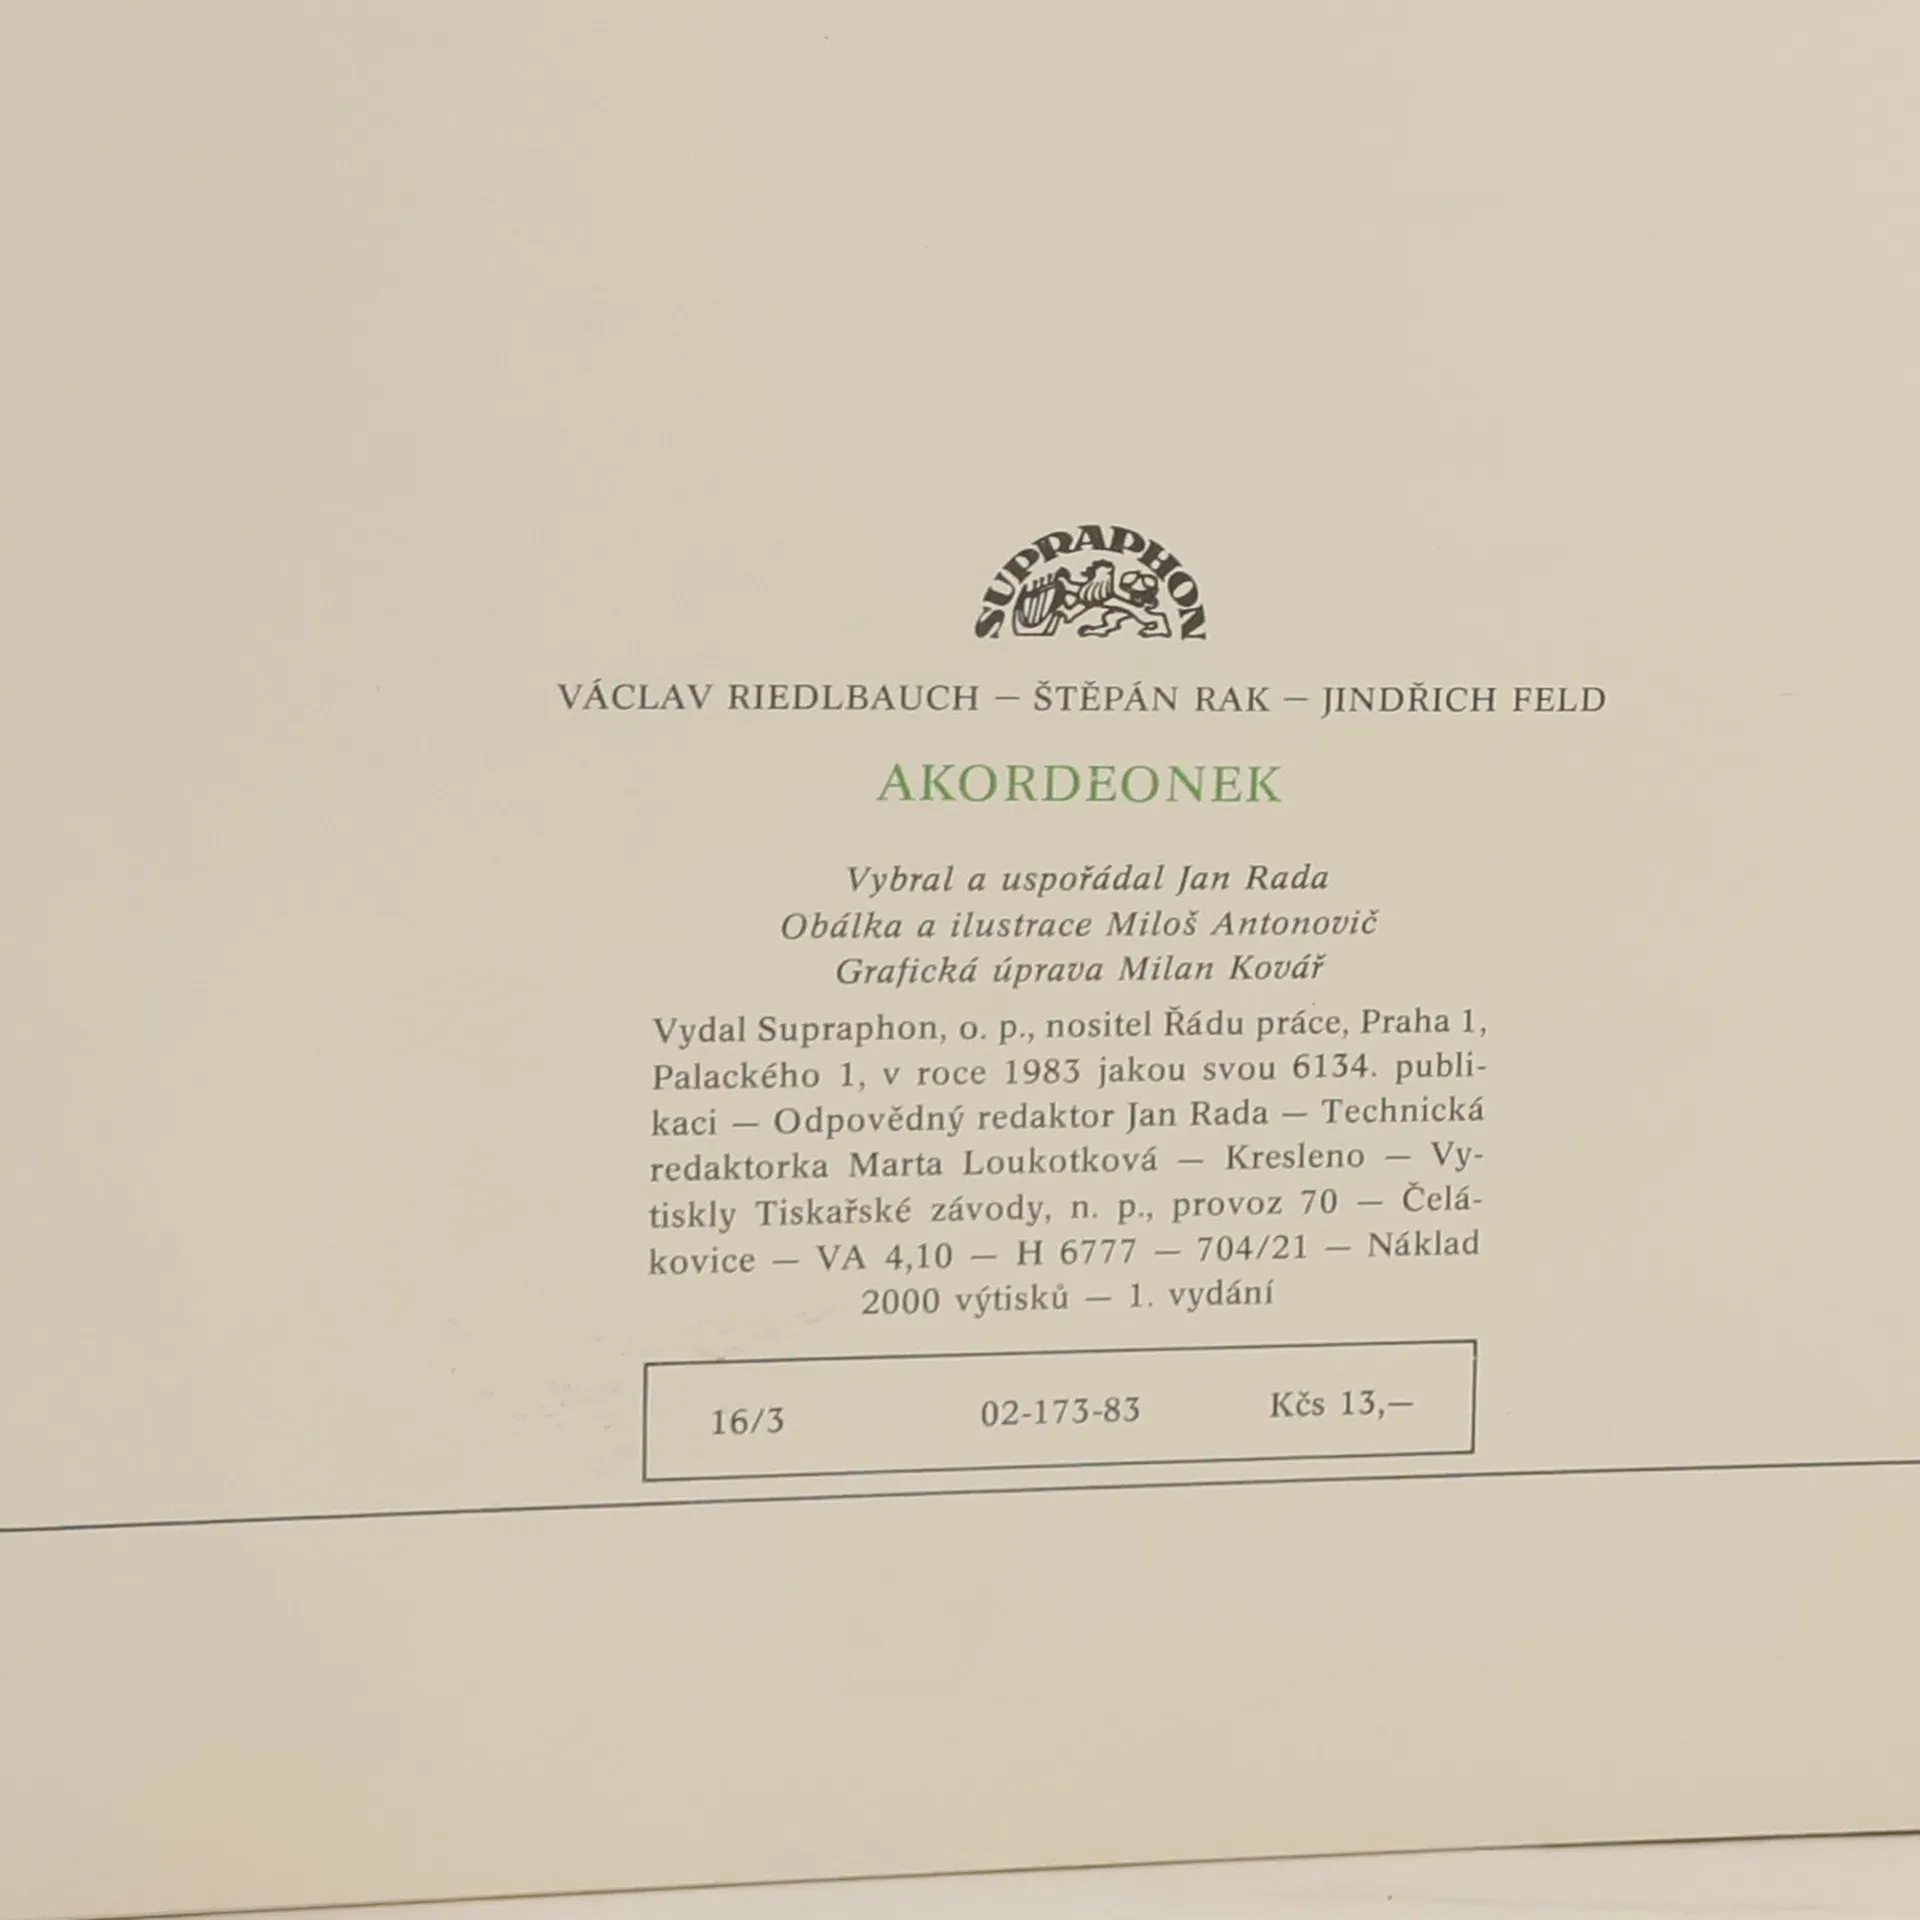 SUPRAPHON
VÁCLAV RIEDLBAUCH – ŠTĚPÁN RAK – JINDŘICH FELD
AKORDEONEK
Vybral a uspořádal Jan Rada
Obálka a ilustrace Miloš Antonovič
Grafická úprava Milan Kovář
Vydal Supraphon, o. p., nositel Řádu práce, Praha 1,
Palackého 1, v roce 1983 jakou svou 6134. publi-
kaci — Odpovědný redaktor Jan Rada — Technická
redaktorka Marta Loukotková — Kresleno — Vy-
tiskly Tiskařské závody, n. p., provoz 70 — Čelá-
kovice — VA 4,10 — H 6777 — 704/21 — Náklad
2000 výtisků — 1. vydání
16/3 02-173-83 Kčs 13,—